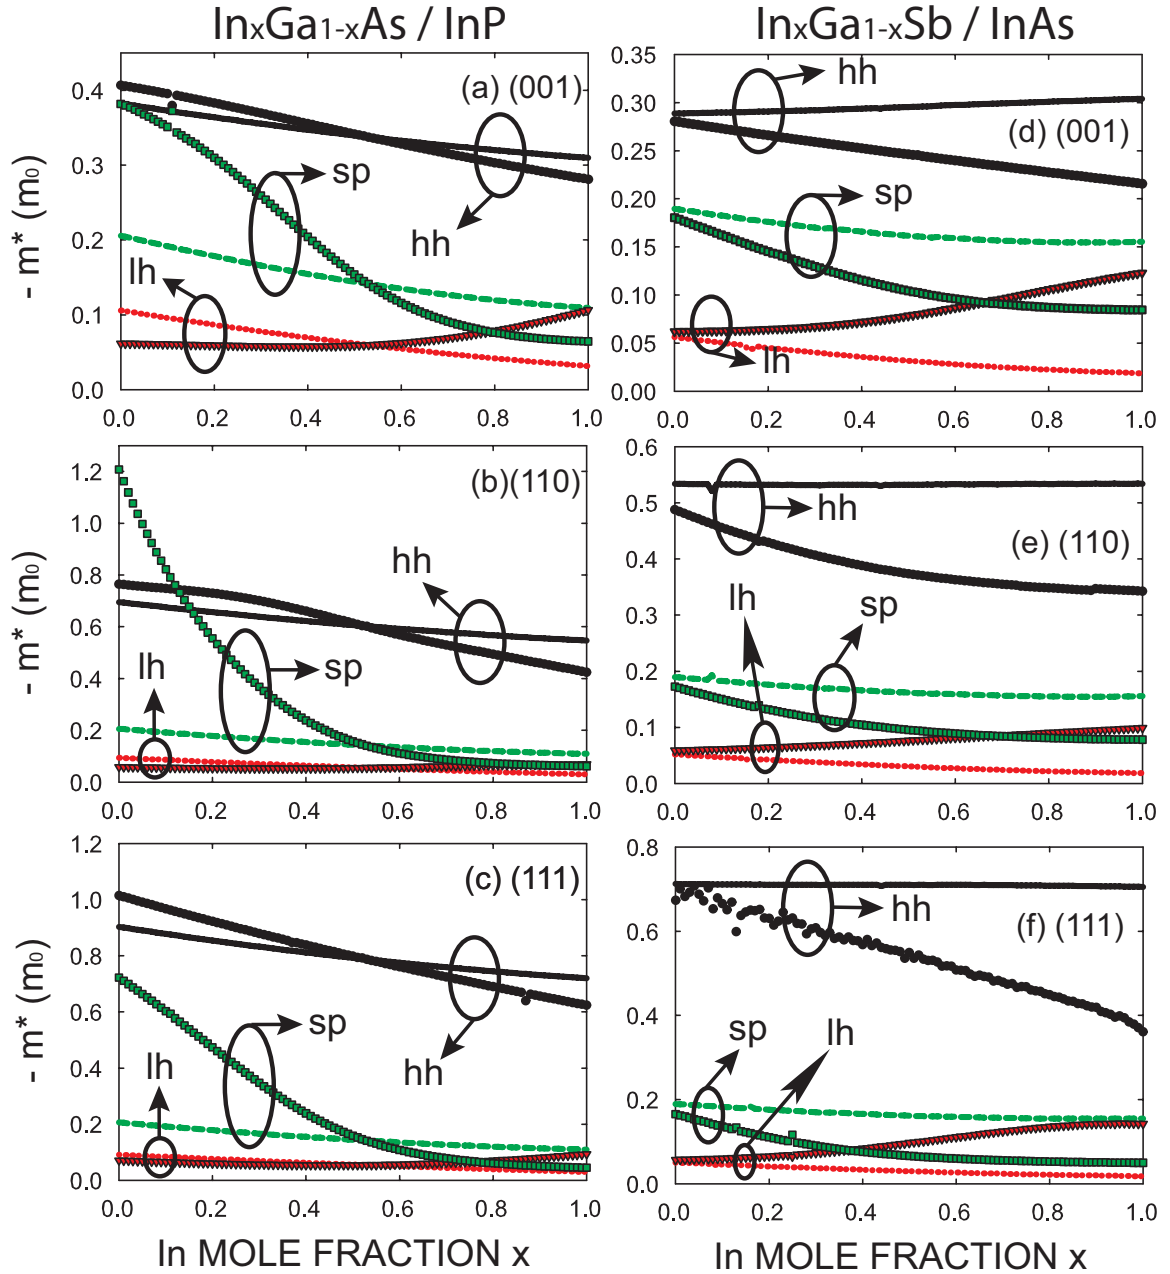 InxGa1-xAs / InP
InxGa1-xSb / InAs
- m* (m0)
0.4
0.3
0.2
0.1
0.0
(a) (001)
hh
sp
lh
0.0 0.2 0.4 0.6 0.8 1.0
0.35
0.30
0.25
0.20
0.15
0.10
0.05
0.00
hh
(d) (001)
sp
lh
0.0 0.2 0.4 0.6 0.8 1.0
- m* (m0)
1.2
1.0
0.8
0.6
0.4
0.2
0.0
(b)(110)
hh
lh
sp
0.0 0.2 0.4 0.6 0.8 1.0
0.6
0.5
0.4
0.3
0.2
0.1
0.0
hh
(e) (110)
lh
sp
0.0 0.2 0.4 0.6 0.8 1.0
- m* (m0)
1.2
1.0
0.8
0.6
0.4
0.2
0.0
(c) (111)
sp
hh
lh
0.0 0.2 0.4 0.6 0.8 1.0
In MOLE FRACTION x
0.8
0.6
0.4
0.2
0.0
hh
(f) (111)
sp
lh
0.0 0.2 0.4 0.6 0.8 1.0
In MOLE FRACTION x